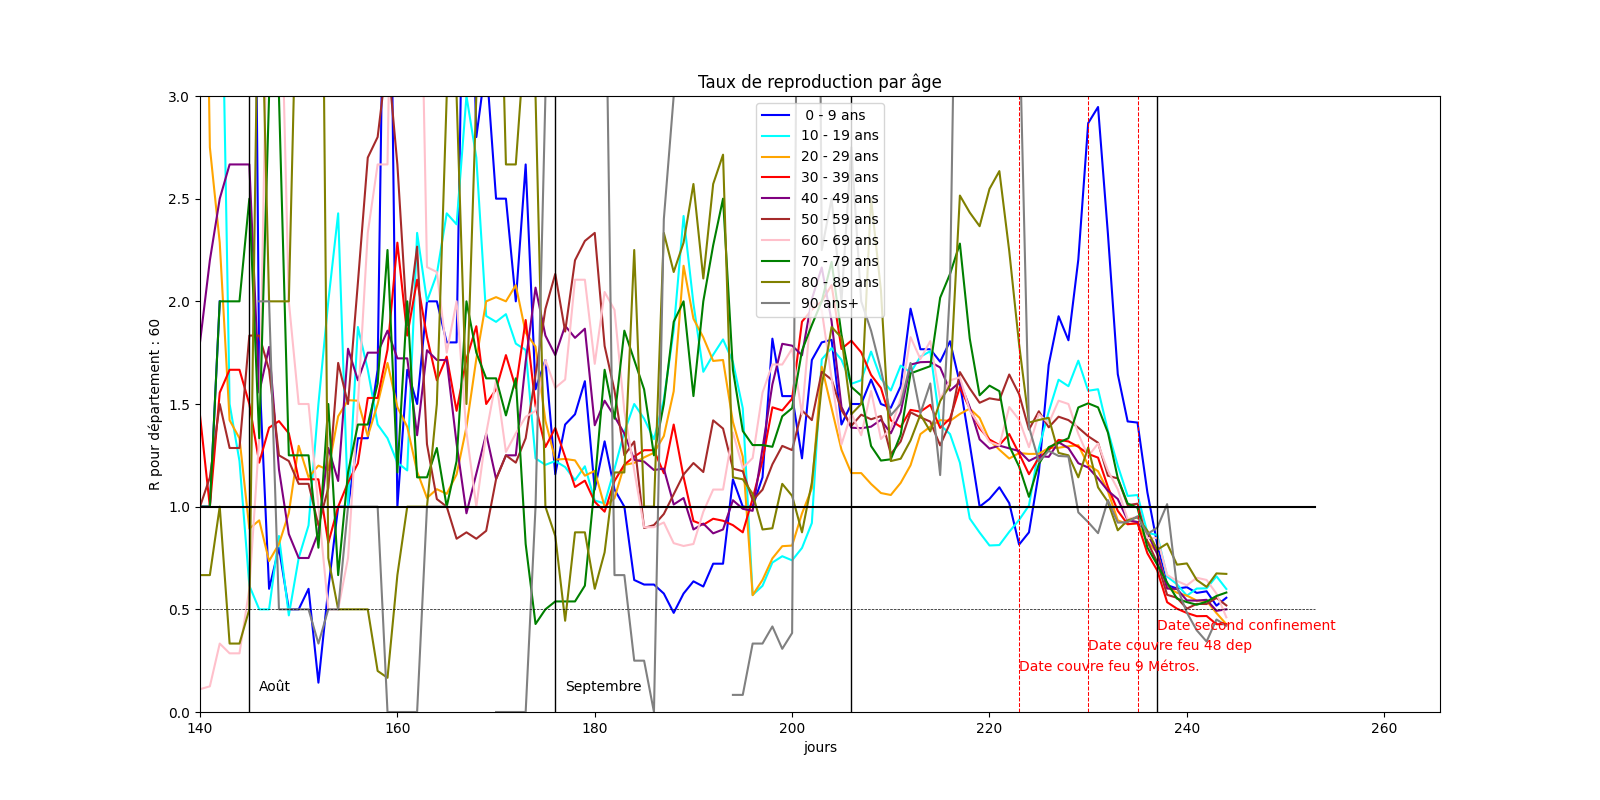 Taux de reproduction par âge
R pour département : 60
3.0
2.5
2.0
1.5
1.0
0.5
0.0
0 - 9 ans
10 - 19 ans
20 - 29 ans
30 - 39 ans
40 - 49 ans
50 - 59 ans
60 - 69 ans
70 - 79 ans
80 - 89 ans
90 ans+
Date second confinement
Date couvre feu 48 dep
Date couvre feu 9 Métros.
Août
Septembre
140 160 180 200 220 240 260
jours